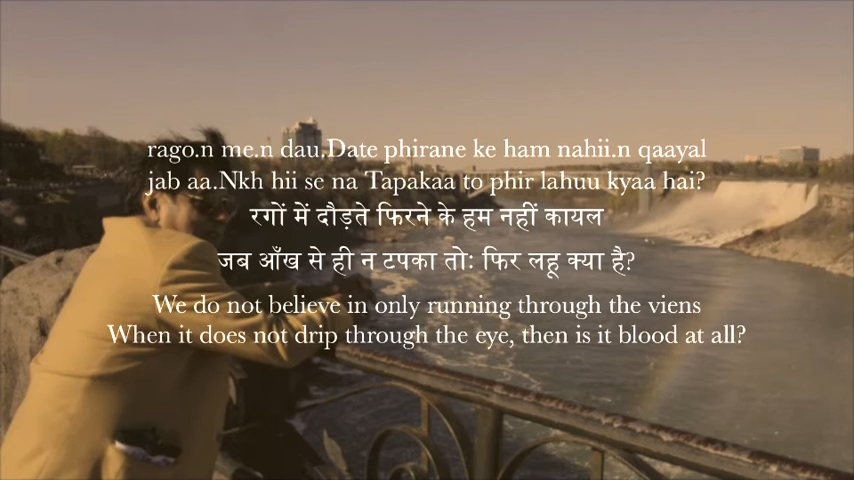 rago.n me.n dau.Date phirane ke ham nahii.n qaayal
jab aa.Nkh hii se na Tapakaa to phir lahuu kyaa hai?
रगों में दौड़ते फिरने के हम नहीं कायल
जब आँख से ही न टपका तोः फिर लहू क्या है?
We do not believe in only running through the viens
When it does not drip through the eye, then is it blood at all?